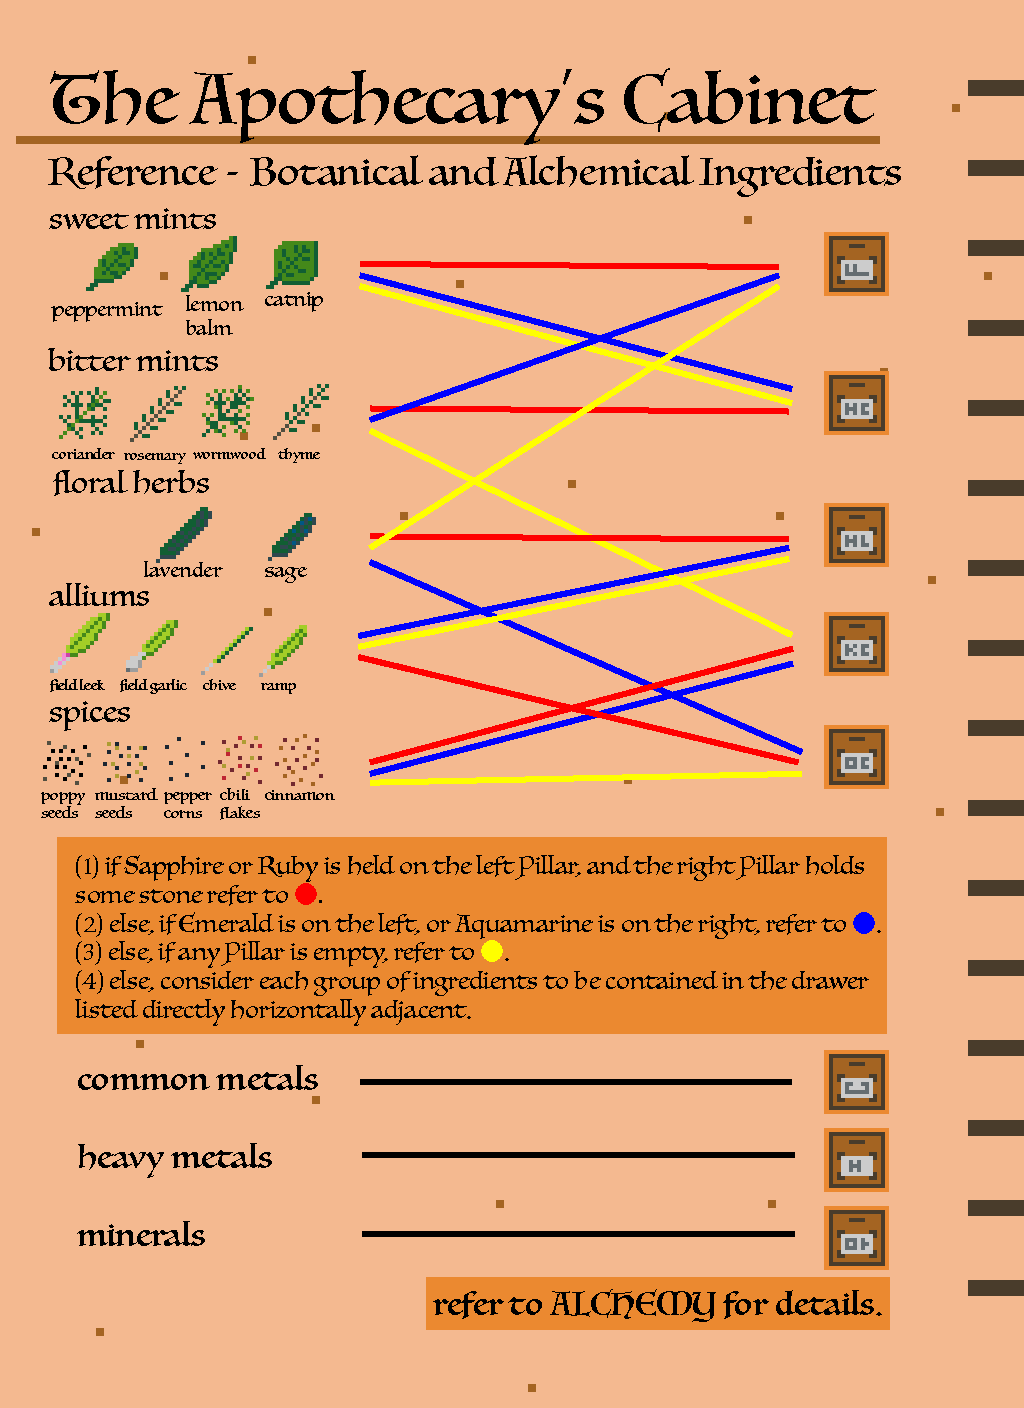 The Apothecary's Cabinet
Reference - Botanical and Alchemical Ingredients
sweet mints
peppermint
lemon balm
catnip
bitter mints
coriander rosemary wormwood thyme
floral herbs
lavender sage
alliums
field leek field garlic chive ramp
spices
poppy seeds
mustard seeds
pepper corns
chili flakes
cinnamon
(1) if Sapphire or Ruby is held on the left Pillar, and the right Pillar holds
some stone refer to .
(2) else, if Emerald is on the left, or Aquamarine is on the right, refer to .
(3) else, if any Pillar is empty, refer to .
(4) else, consider each group of ingredients to be contained in the drawer
listed directly horizontally adjacent.
common metals
heavy metals
minerals
refer to ALCHEMY for details.